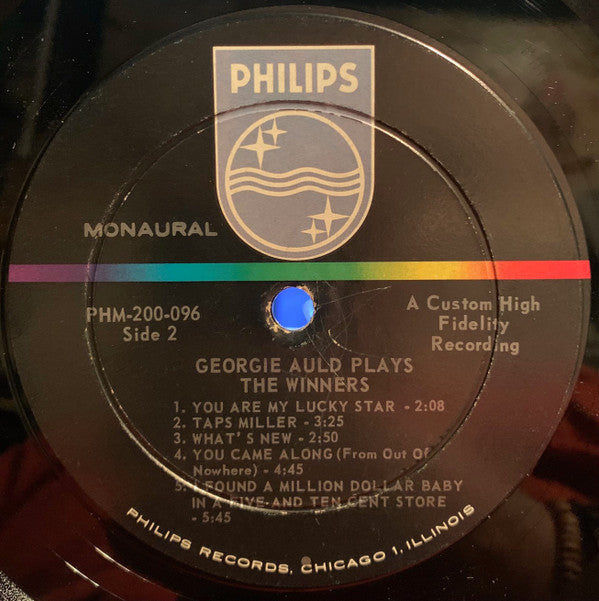 PHILIPS
MONAURAL
PHM-200-096
Side 2
A Custom High
Fidelity
Recording
GEORGIE AULD PLAYS
THE WINNERS
1. YOU ARE MY LUCKY STAR - 2:08
2. TAPS MILLER - 3:25
3. WHAT'S NEW - 2:50
4. YOU CAME ALONG (From Out Of
Nowhere) - 4:45
5. I FOUND A MILLION DOLLAR BABY
IN A FIVE AND TEN CENT STORE
- 5:45
PHILIPS RECORDS, CHICAGO 1, ILLINOIS